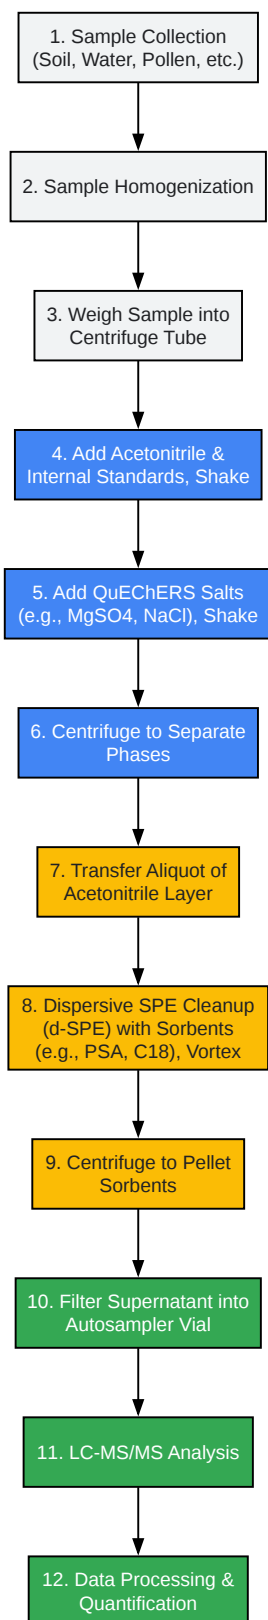 1. Sample Collection
(Soil, Water, Pollen, etc.)
2. Sample Homogenization
3. Weigh Sample into
Centrifuge Tube
4. Add Acetonitrile &
Internal Standards, Shake
5. Add QuEChERS Salts
(e.g., MgSO4, NaCl), Shake
6. Centrifuge to Separate
Phases
7. Transfer Aliquot of
Acetonitrile Layer
8. Dispersive SPE Cleanup
(d-SPE) with Sorbents
(e.g., PSA, C18), Vortex
9. Centrifuge to Pellet
Sorbents
10. Filter Supernatant into
Autosampler Vial
11. LC-MS/MS Analysis
12. Data Processing &
Quantification